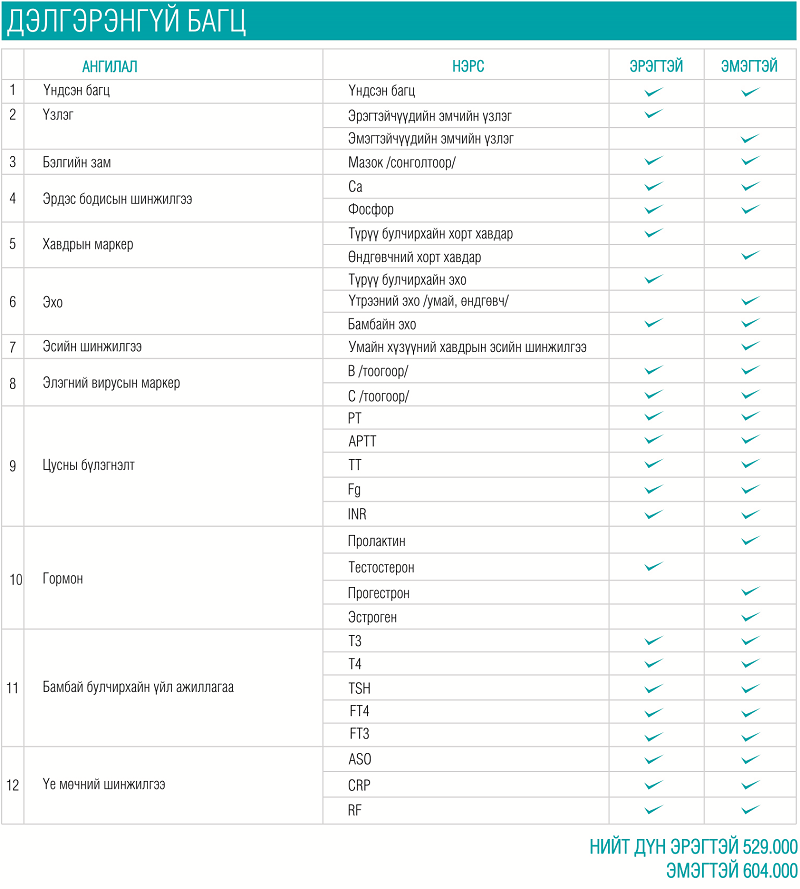 ДЭЛГЭРЭНГҮЙ БАГЦ
АНГИЛАЛ НЭРС ЭРЭГТЭЙ ЭМЭГТЭЙ
1 Үндсэн багц Үндсэн багц ✓ ✓
2 Үзлэг Эрэгтэйчүүдийн эмчийн үзлэг ✓
Эмэгтэйчүүдийн эмчийн үзлэг ✓
3 Бэлгийн зам Мазок /сонголтоор/ ✓ ✓
4 Эрдэс бодисын шинжилгээ Ca ✓ ✓
Фосфор ✓ ✓
5 Хавдрын маркер Түрүү булчирхайн хорт хавдар ✓
Өндгөвчний хорт хавдар ✓
6 Эхо Түрүү булчирхайн эхо ✓
Үтрээний эхо /умай, өндгөвч/ ✓
Бамбайн эхо ✓ ✓
7 Эсийн шинжилгээ Умайн хүзүүний хавдрын эсийн шинжилгээ ✓
8 Элэгний вирусын маркер B /тоогоор/ ✓ ✓
C /тоогоор/ ✓ ✓
9 Цусны бүлэгнэлт PT ✓ ✓
APTT ✓ ✓
TT ✓ ✓
Fg ✓ ✓
INR ✓ ✓
10 Гормон Пролактин ✓
Тестостерон ✓
Прогестрон ✓
Эстроген ✓
11 Бамбай булчирхайн үйл ажиллагаа T3 ✓ ✓
T4 ✓ ✓
TSH ✓ ✓
FT4 ✓ ✓
FT3 ✓ ✓
12 Үе мөчний шинжилгээ ASO ✓ ✓
CRP ✓ ✓
RF ✓ ✓
НИЙТ ДҮН ЭРЭГТЭЙ 529.000
ЭМЭГТЭЙ 604.000